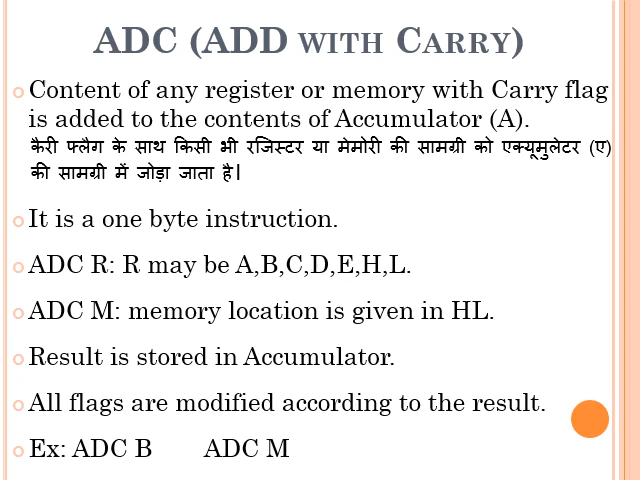 ADC (ADD WITH CARRY)
Content of any register or memory with Carry flag
is added to the contents of Accumulator (A).
कैरी फ्लैग के साथ किसी भी रजिस्टर या मेमोरी की सामग्री को एक्यूमुलेटर (ए)
की सामग्री में जोड़ा जाता है।
It is a one byte instruction.
ADC R: R may be A,B,C,D,E,H,L.
ADC M: memory location is given in HL.
Result is stored in Accumulator.
All flags are modified according to the result.
Ex: ADC B ADC M